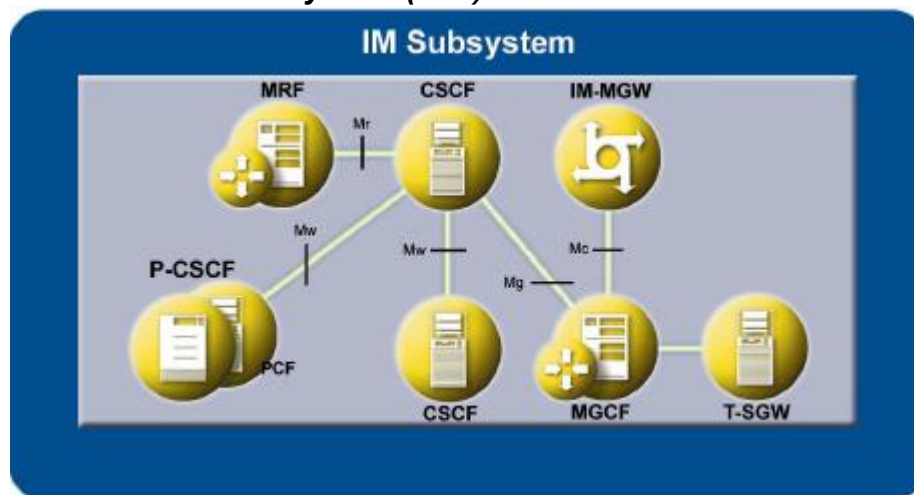 IM Subsystem
MRF
CSCF
IM-MGW
Mr
Mw
Mw
Mc
Mg
P-CSCF
PCF
CSCF
MGCF
T-SGW